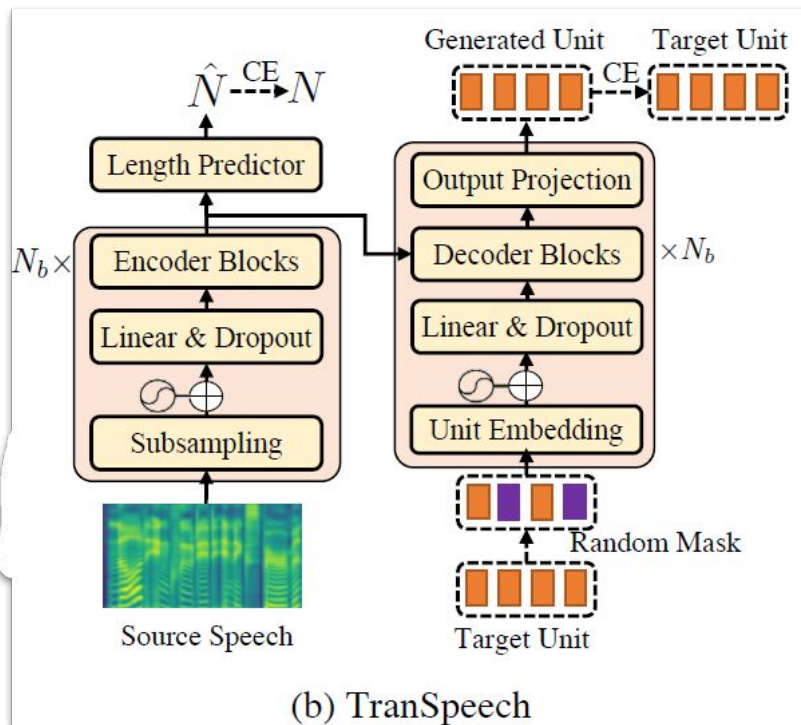 Generated Unit
Target Unit
N̂ CE N
CE
Length Predictor
Output Projection
N_b × Encoder Blocks
Decoder Blocks × N_b
Linear & Dropout
Linear & Dropout
Subsampling
Unit Embedding
Random Mask
Source Speech
Target Unit
(b) TranSpeech